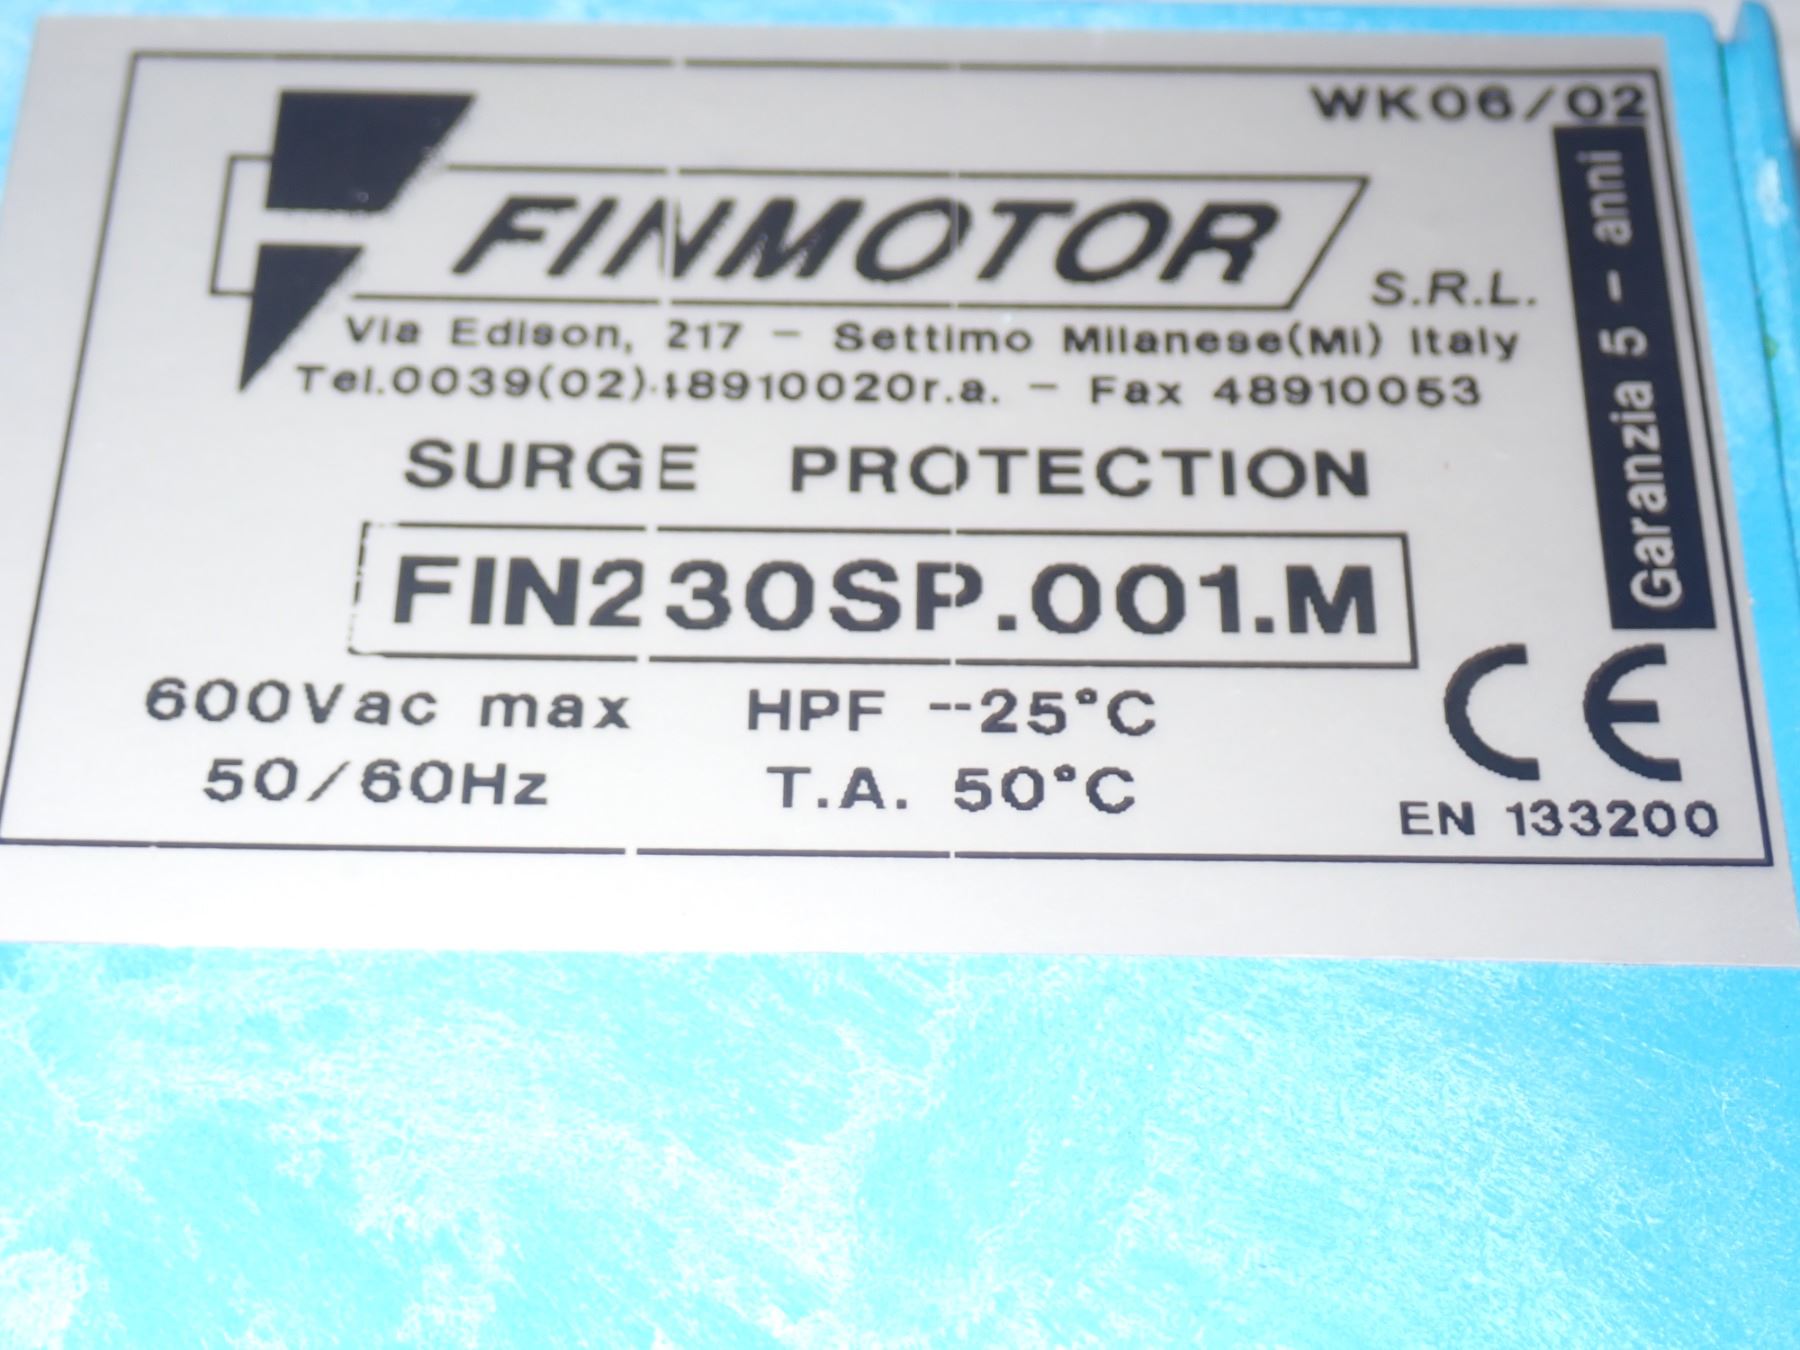 WK06/02
FINMOTOR S.R.L.
Via Edison, 217 - Settimo Milanese(MI) Italy
Tel.0039(02).48910020r.a. - Fax 48910053
SURGE PROTECTION
FIN230SP.001.M
600Vac max HPF --25°C
50/60Hz T.A. 50°C
Garanzia 5 - anni
CE
EN 133200